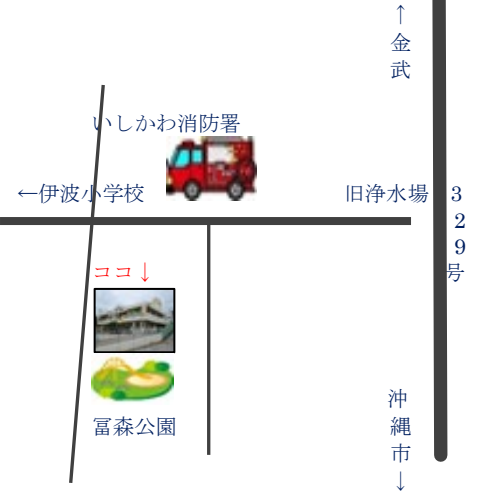 ↑金武
いしかわ消防署
←伊波小学校
旧浄水場
329号
ココ↓
冨森公園
沖縄市↓